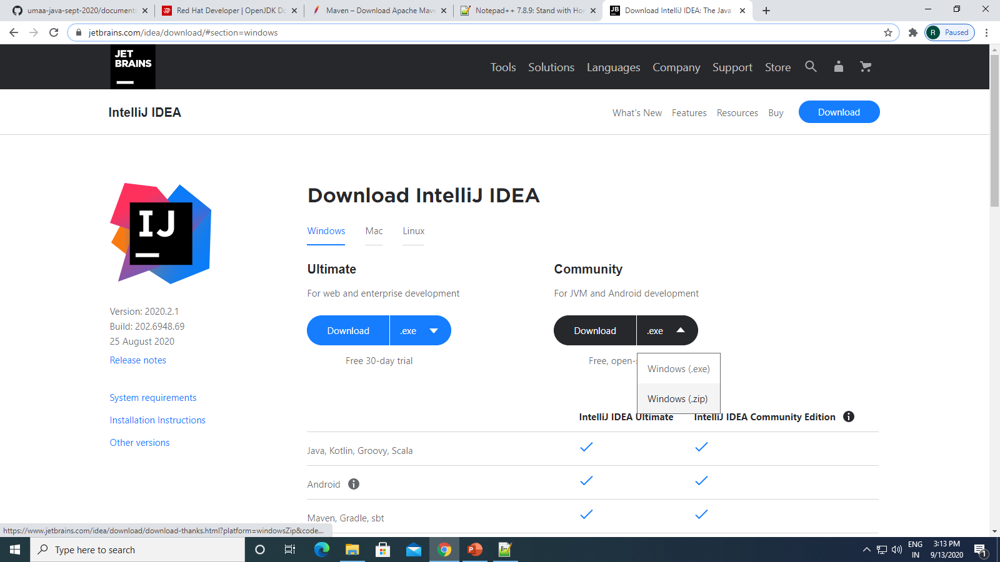 umaa-java-sept-2020/documents
Red Hat Developer | OpenJDK Do
Maven – Download Apache Mave
Notepad++ 7.8.9: Stand with Hon
Download IntelliJ IDEA: The Java
jetbrains.com/idea/download/#section=windows
R Paused
JET
BRAINS
Tools Solutions Languages Company Support Store
IntelliJ IDEA
What's New Features Resources Buy Download
IJ
Download IntelliJ IDEA
Windows Mac Linux
Ultimate
Community
For web and enterprise development
For JVM and Android development
Version: 2020.2.1
Build: 202.6948.69
25 August 2020
Release notes
Download .exe
Download .exe
Free 30-day trial
Free, open-s
Windows (.exe)
Windows (.zip)
System requirements
Installation Instructions
Other versions
IntelliJ IDEA Ultimate IntelliJ IDEA Community Edition
Java, Kotlin, Groovy, Scala
Android
Maven, Gradle, sbt
https://www.jetbrains.com/idea/download/download-thanks.html?platform=windowsZip&code...
Type here to search
ENG
IN
3:13 PM
9/13/2020
1